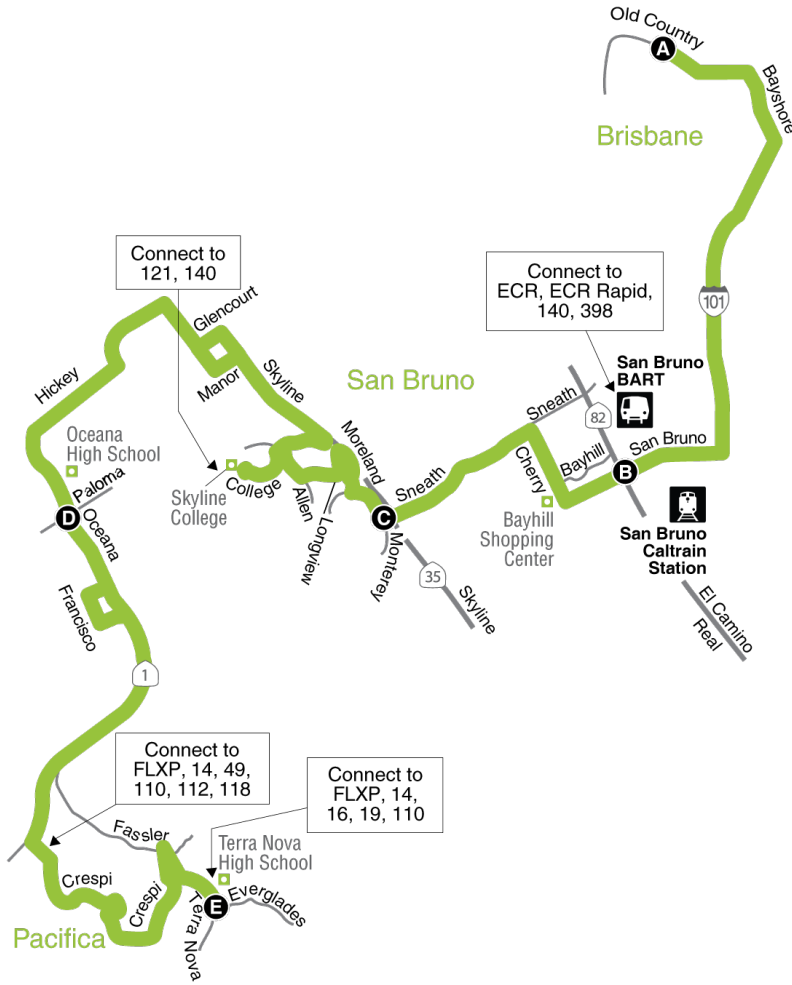 Old Country
A
Bayshore
Brisbane
Connect to
121, 140
Connect to
ECR, ECR Rapid,
140, 398
101
Glencourt
Hickey
Manor
Skyline
San Bruno
San Bruno
BART
Sneath
82
Moreland
Oceana
High School
Paloma
D
Oceana
Skyline
College
College
Allen
Longview
C
Sneath
Monterey
35
Skyline
Cherry
Bayhill
B
San Bruno
Bayhill
Shopping
Center
San Bruno
Caltrain
Station
El Camino
Real
Francisco
1
Connect to
FLXP, 14, 49,
110, 112, 118
Connect to
FLXP, 14,
16, 19, 110
Fassler
Terra Nova
High School
Crespi
Crespi
E
Everglades
Terra Nova
Pacifica